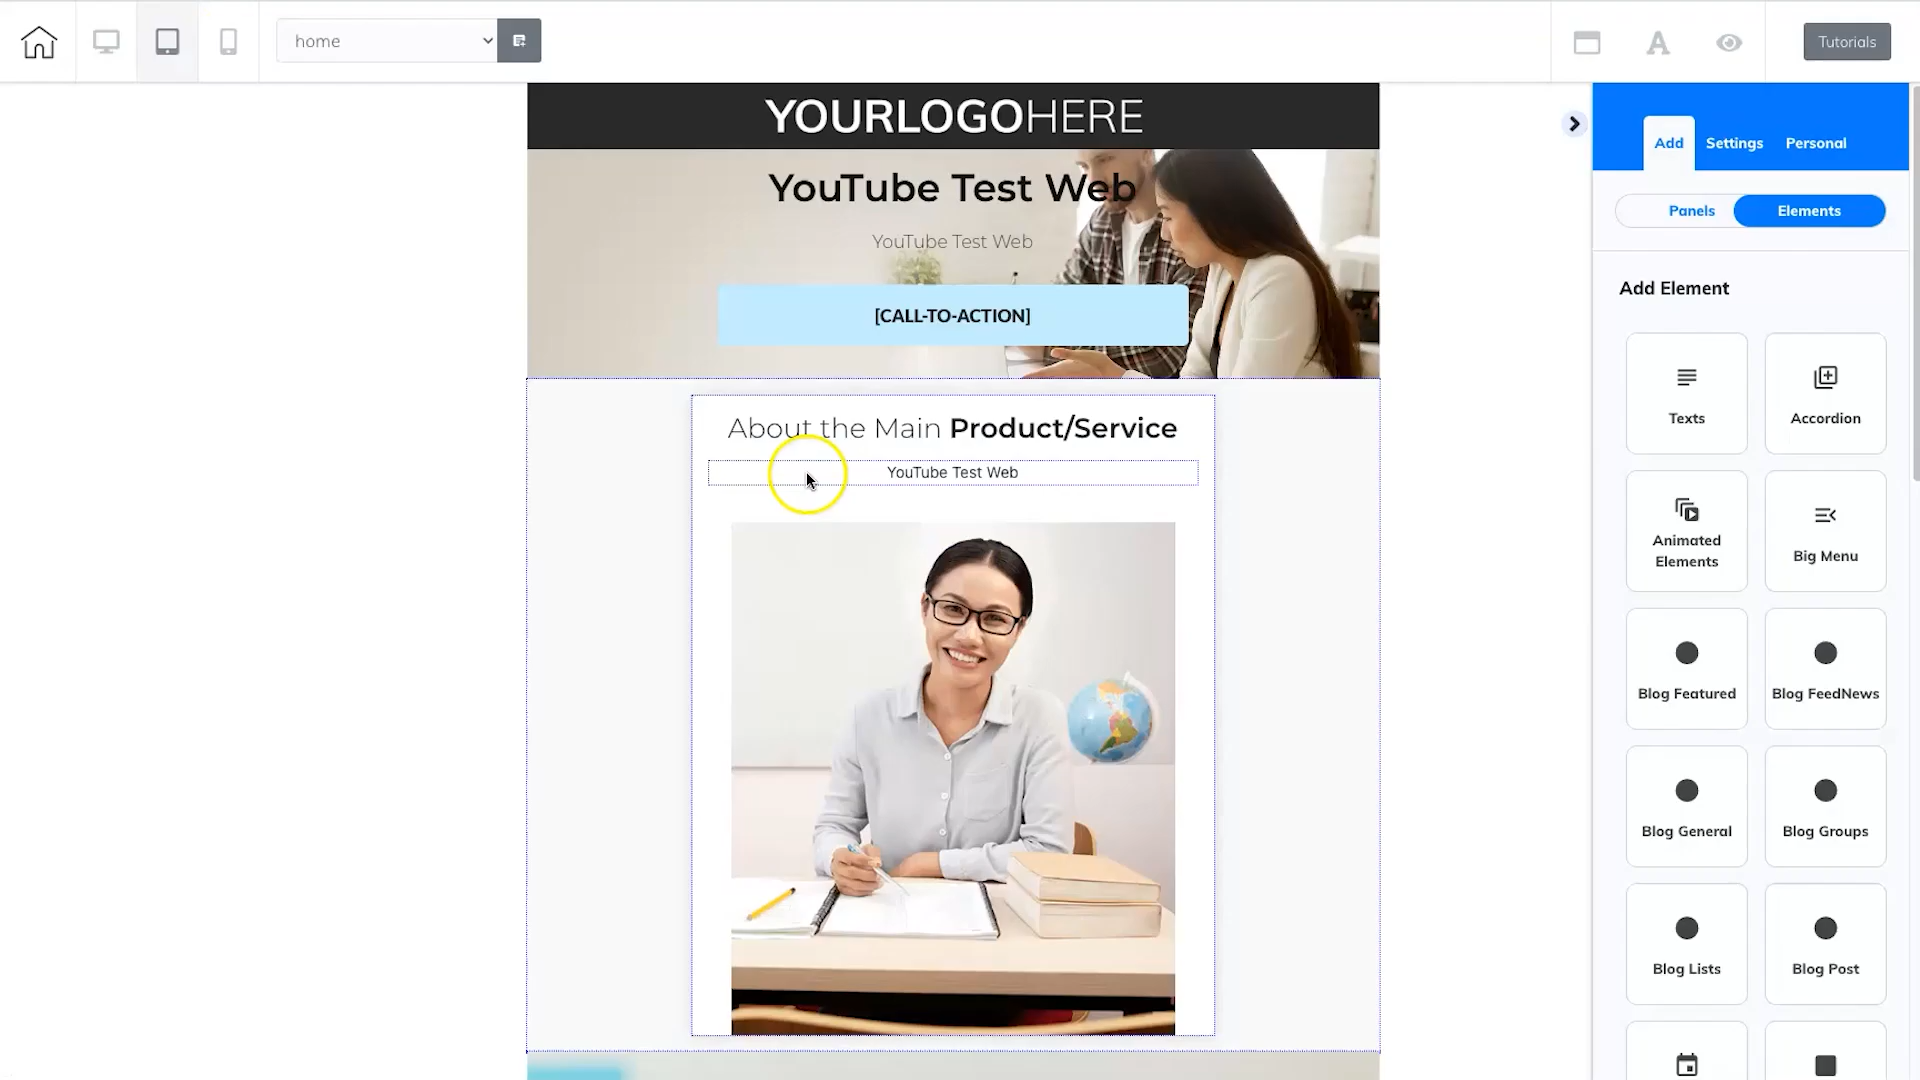 home
Tutorials
YOURLOGOHERE
YouTube Test Web
YouTube Test Web
[CALL-TO-ACTION]
About the Main Product/Service
YouTube Test Web
Add Settings Personal
Panels Elements
Add Element
Texts
Accordion
Animated
Elements
Big Menu
Blog Featured
Blog FeedNews
Blog General
Blog Groups
Blog Lists
Blog Post